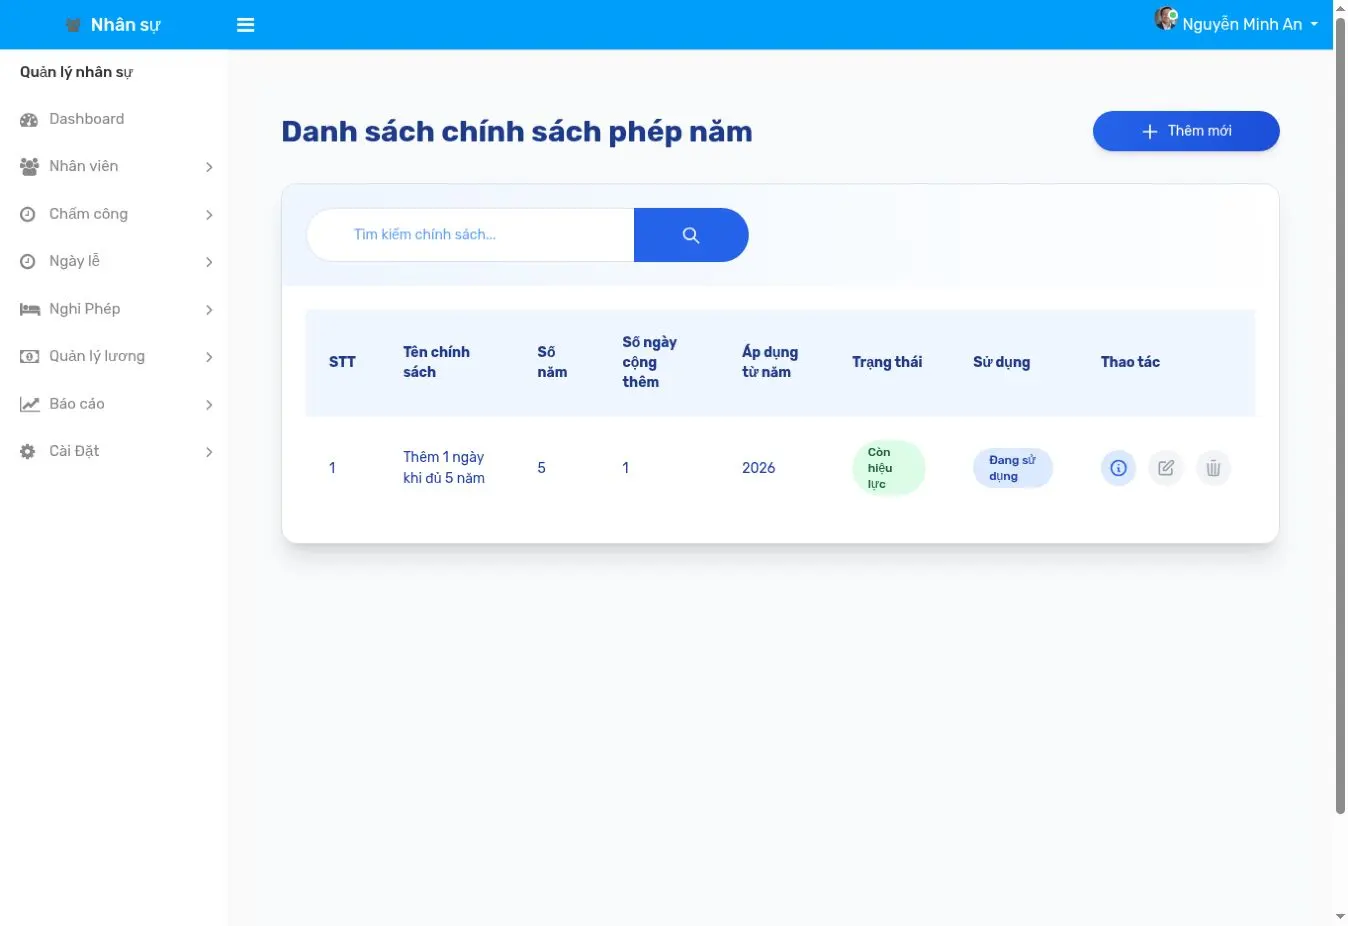 Nhân sự
Nguyễn Minh An
Quản lý nhân sự
Dashboard
Nhân viên
Chấm công
Ngày lễ
Nghỉ Phép
Quản lý lương
Báo cáo
Cài Đặt
Danh sách chính sách phép năm
Thêm mới
Tìm kiếm chính sách...
STT
Tên chính
sách
Số
năm
Số ngày
cộng
thêm
Áp dụng
từ năm
Trạng thái
Sử dụng
Thao tác
1
Thêm 1 ngày
khi đủ 5 năm
5
1
2026
Còn
hiệu
lực
Đang sử
dụng